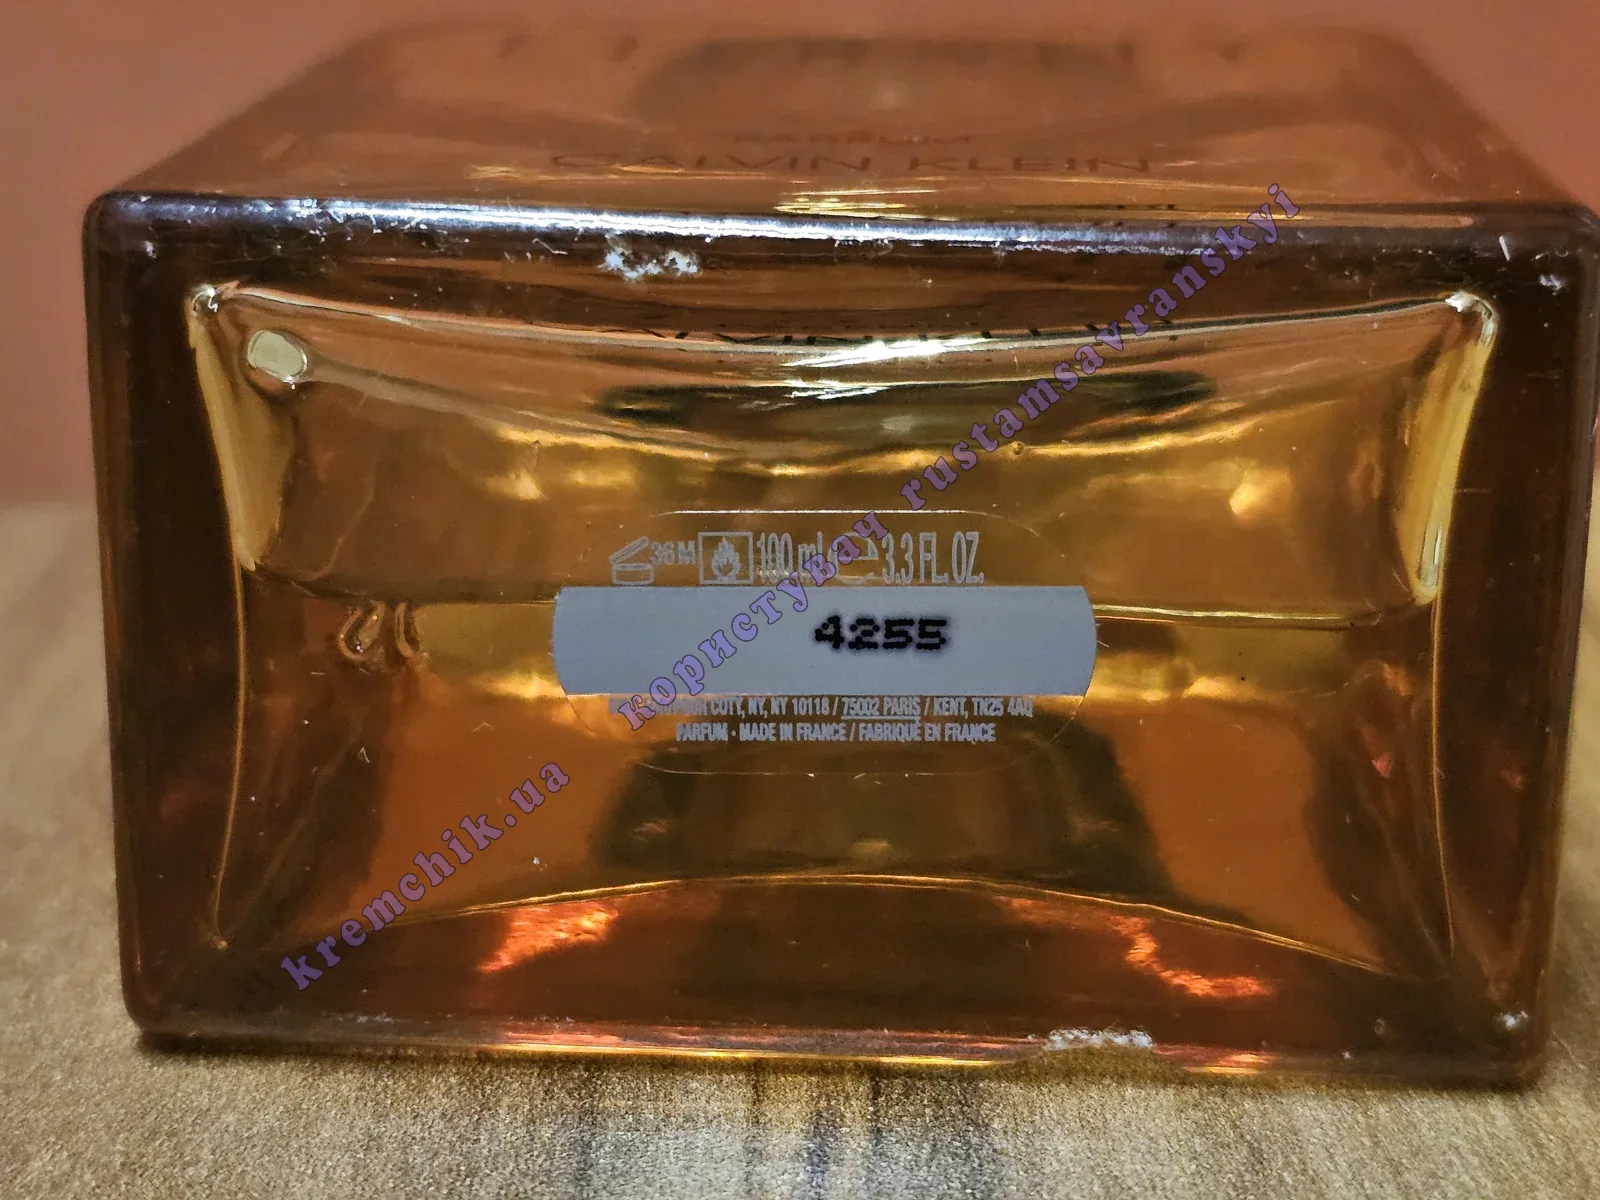 PARFUM
CALVIN KLEIN
36 M 100 ml e 3.3 FL. OZ.
4255
COTY, NY, NY 10118 / 75002 PARIS / KENT, TN25 4AQ
PARFUM · MADE IN FRANCE / FABRIQUÉ EN FRANCE
kremchik.ua користувач rustamsavranskyi